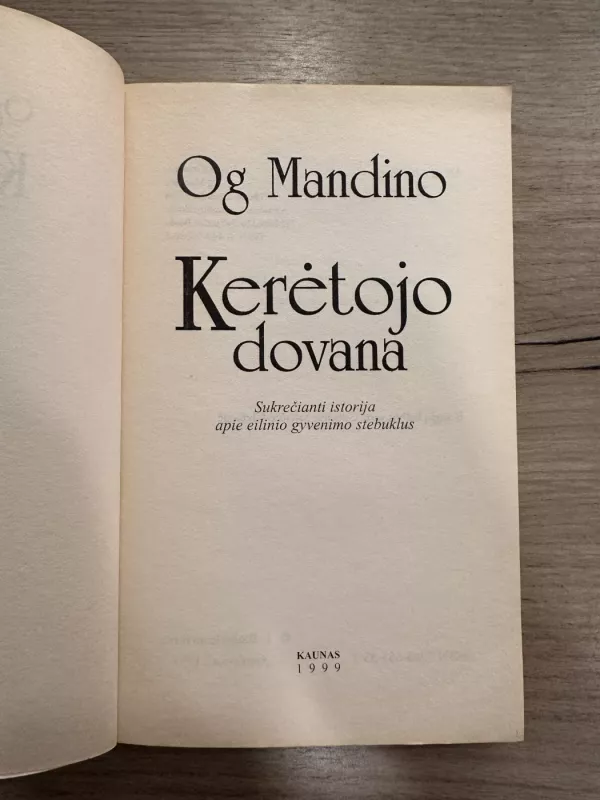 Og Mandino
Kerėtojo
dovana
Sukrečianti istorija
apie eilinio gyvenimo stebuklus
KAUNAS
1999